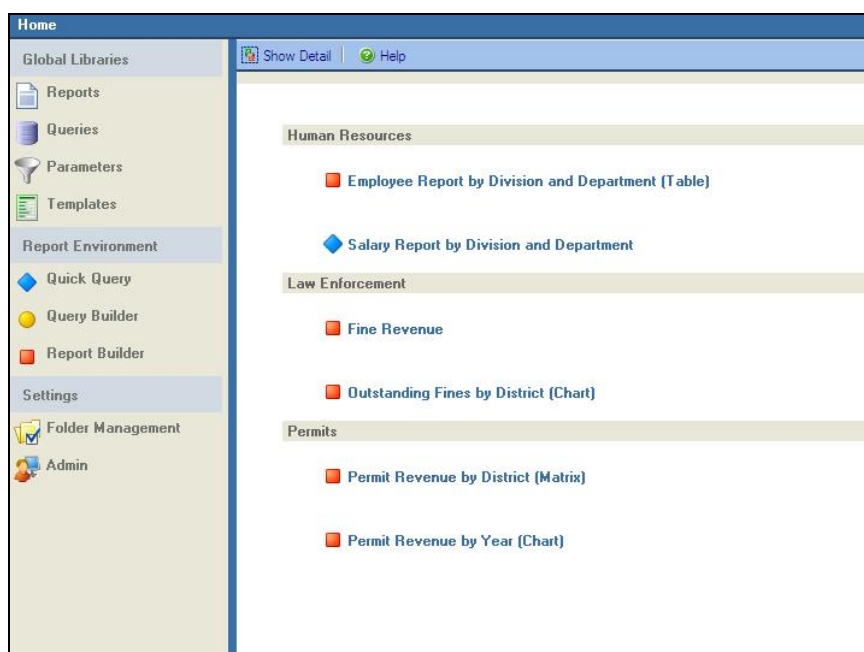 Home
Global Libraries
Reports
Queries
Parameters
Templates
Report Environment
Quick Query
Query Builder
Report Builder
Settings
Folder Management
Admin
Show Detail
Help
Human Resources
Employee Report by Division and Department (Table)
Salary Report by Division and Department
Law Enforcement
Fine Revenue
Outstanding Fines by District (Chart)
Permits
Permit Revenue by District (Matrix)
Permit Revenue by Year (Chart)